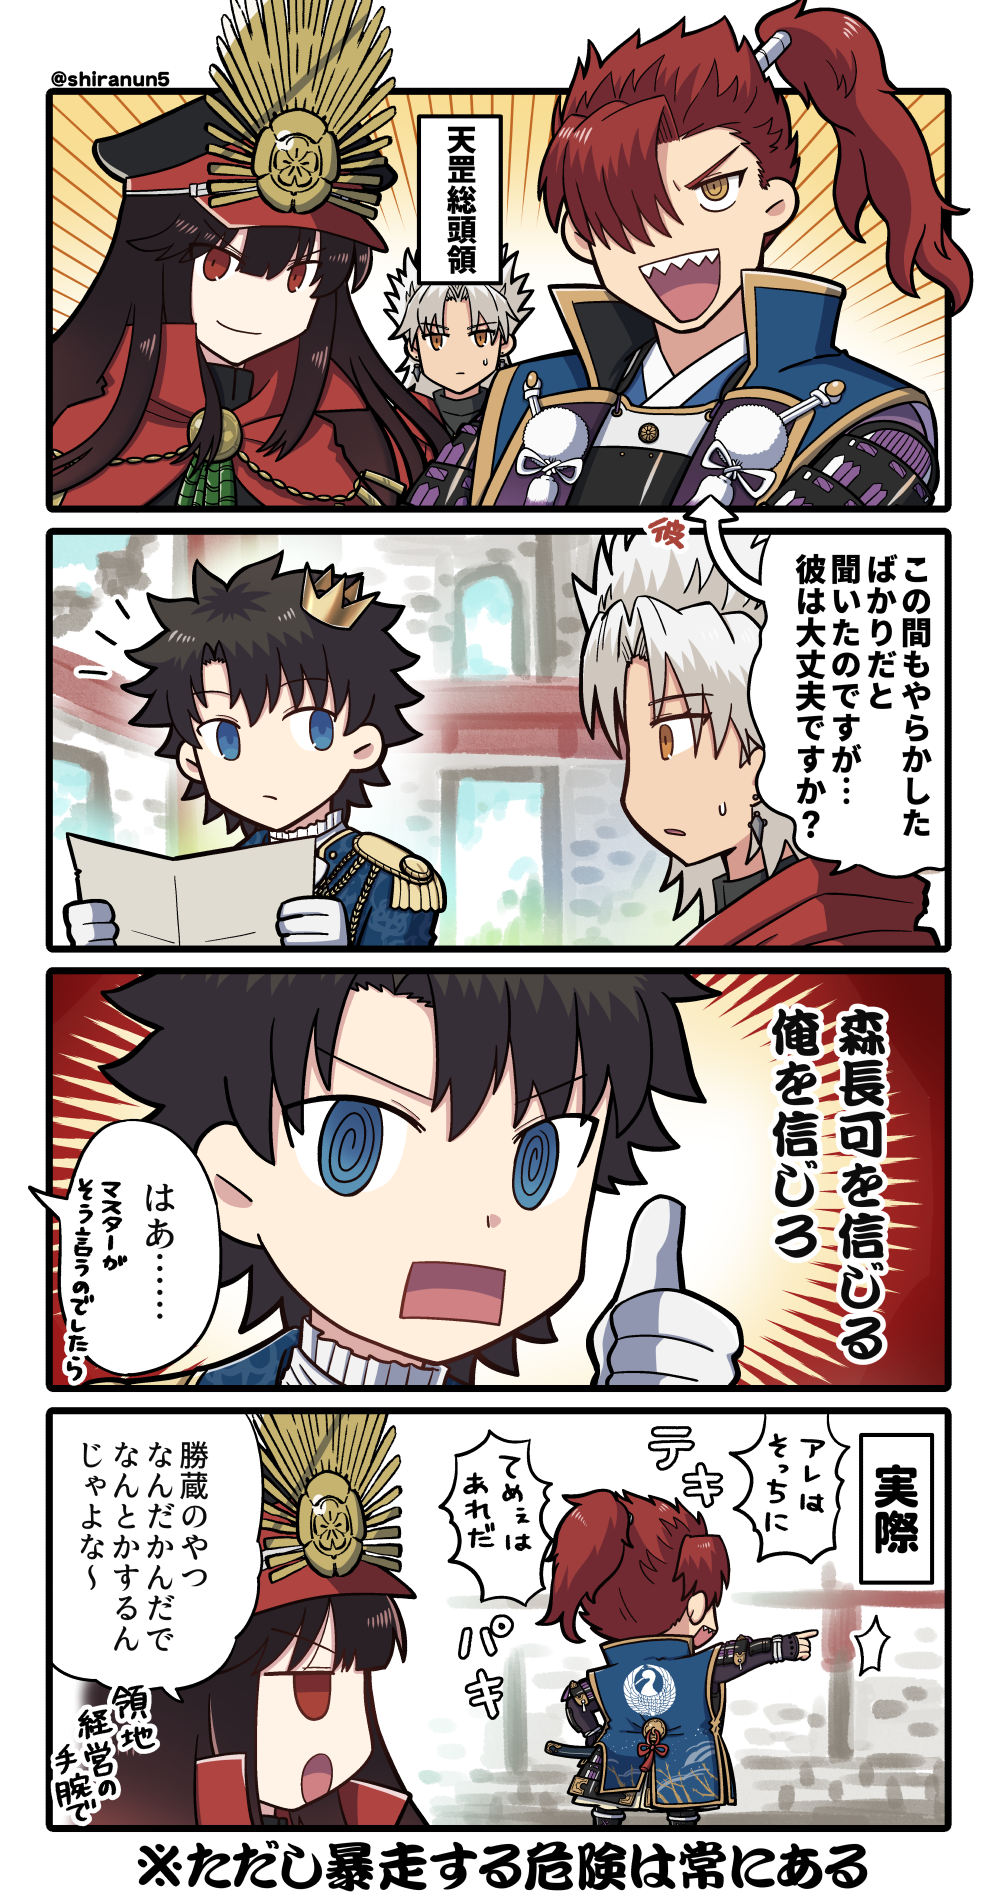 @shiranun5
天罡総頭領
この間もやらかした
ばかりだと
聞いたのですが…
彼は大丈夫ですか？
彼
森長可を信じる
俺を信じろ
はあ……
マスターが
そう言うのでしたら
実際
アレは
そっちに
テキ
てめぇは
あれだ
パキ
勝蔵のやつ
なんだかんだで
なんとかするん
じゃよな～
領地
経営の
手腕で
※ただし暴走する危険は常にある